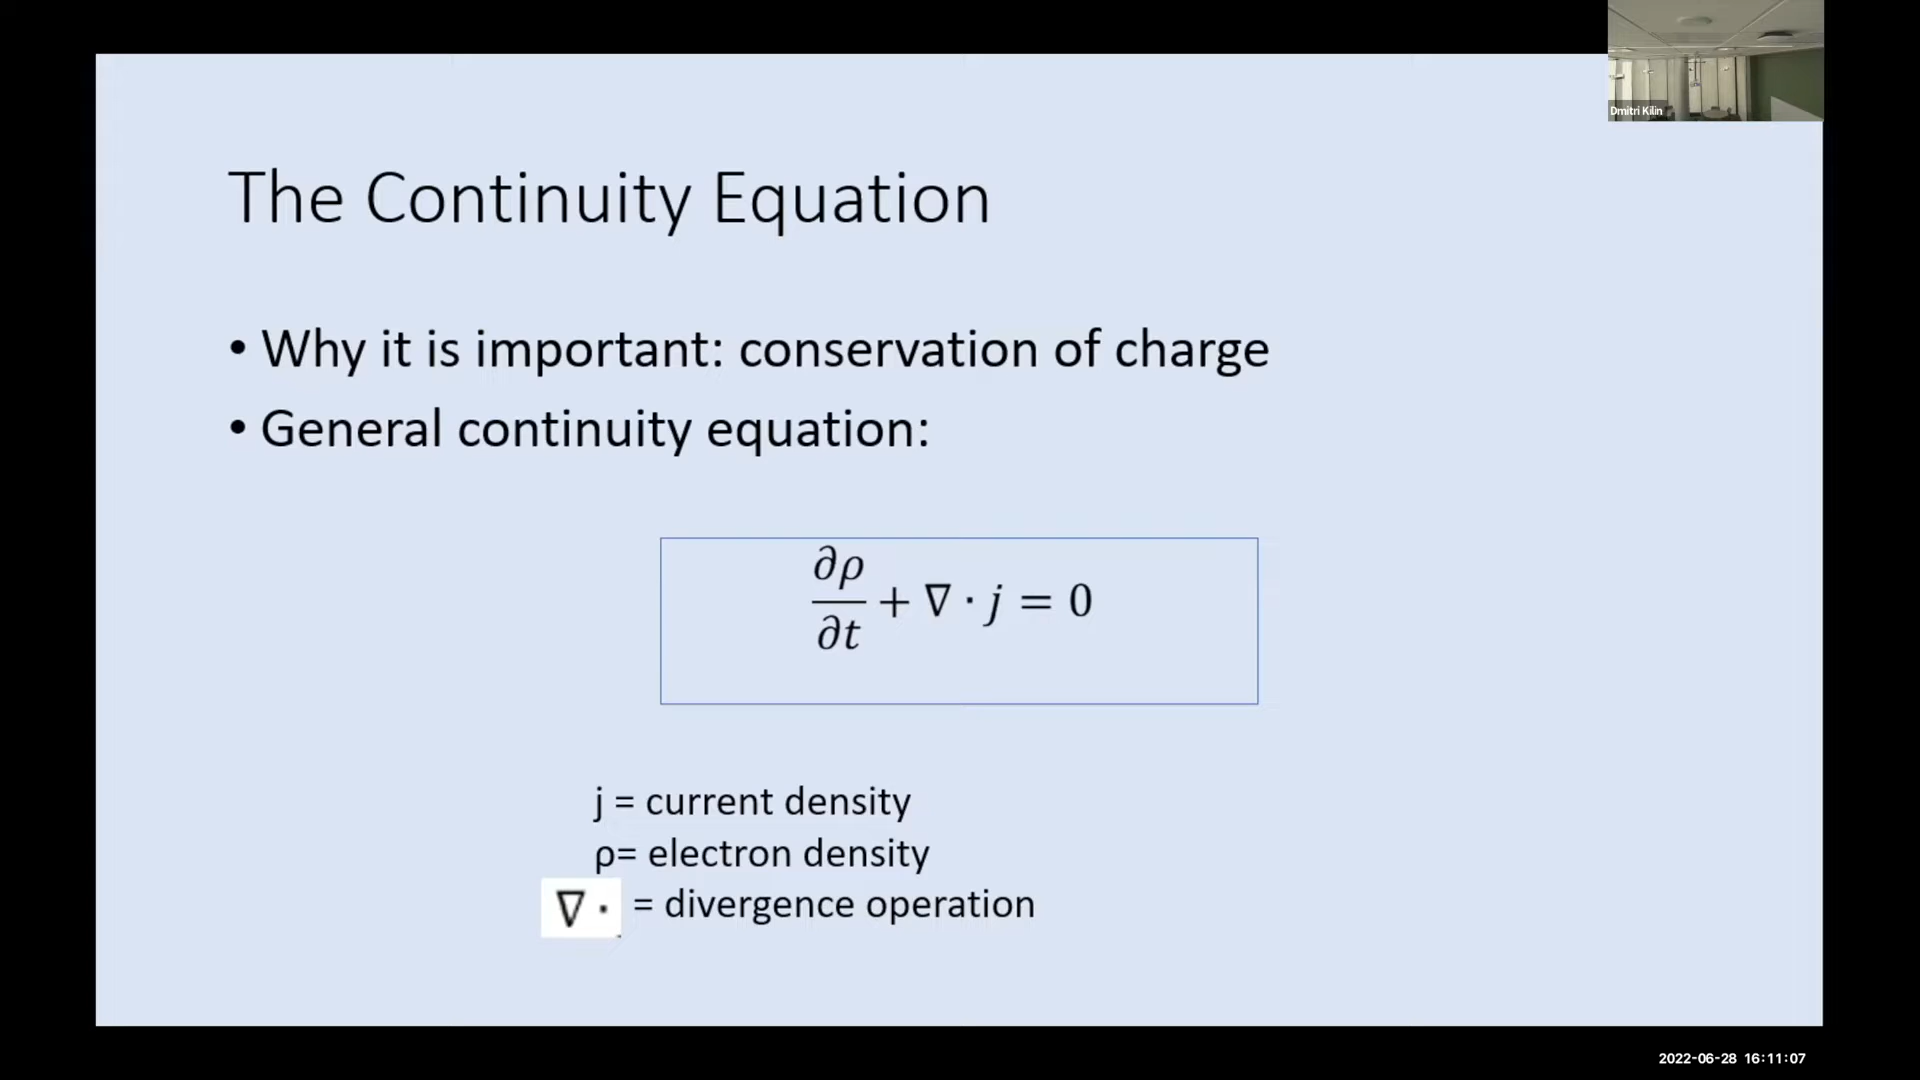 Dmitri Kilin
The Continuity Equation
• Why it is important: conservation of charge
• General continuity equation:
∂ρ/∂t + ∇ · j = 0
j = current density
ρ= electron density
∇ · = divergence operation
2022-06-28 16:11:07